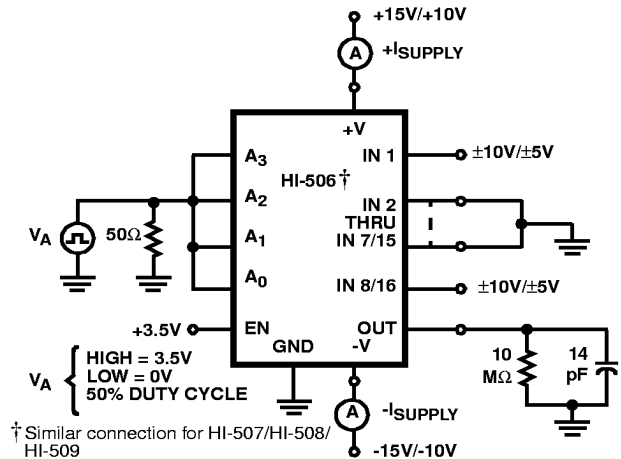 +15V/+10V
A
+ISUPPLY
+V
A3
IN 1
±10V/±5V
HI-506†
A2
IN 2
THRU
VA
50Ω
A1
IN 7/15
A0
IN 8/16
±10V/±5V
+3.5V
EN
OUT
GND
-V
10
MΩ
14
pF
VA
HIGH = 3.5V
LOW = 0V
50% DUTY CYCLE
A
-ISUPPLY
†Similar connection for HI-507/HI-508/
HI-509
-15V/-10V